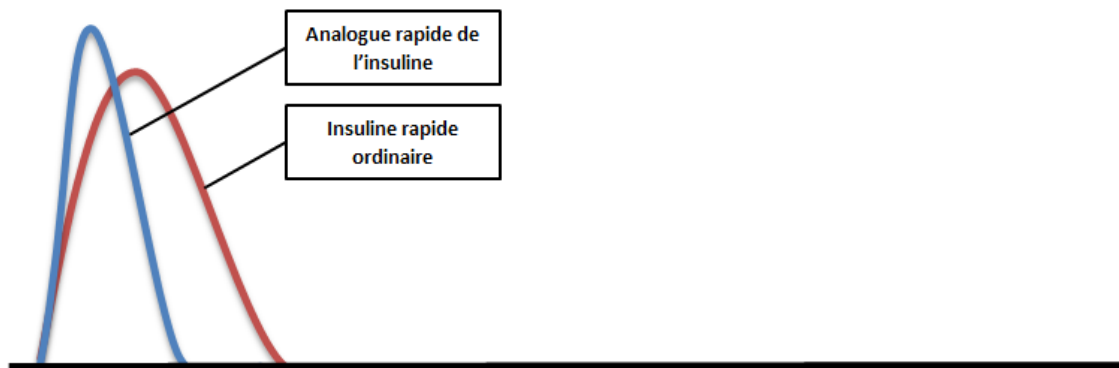 Analogue rapide de
l'insuline
Insuline rapide
ordinaire